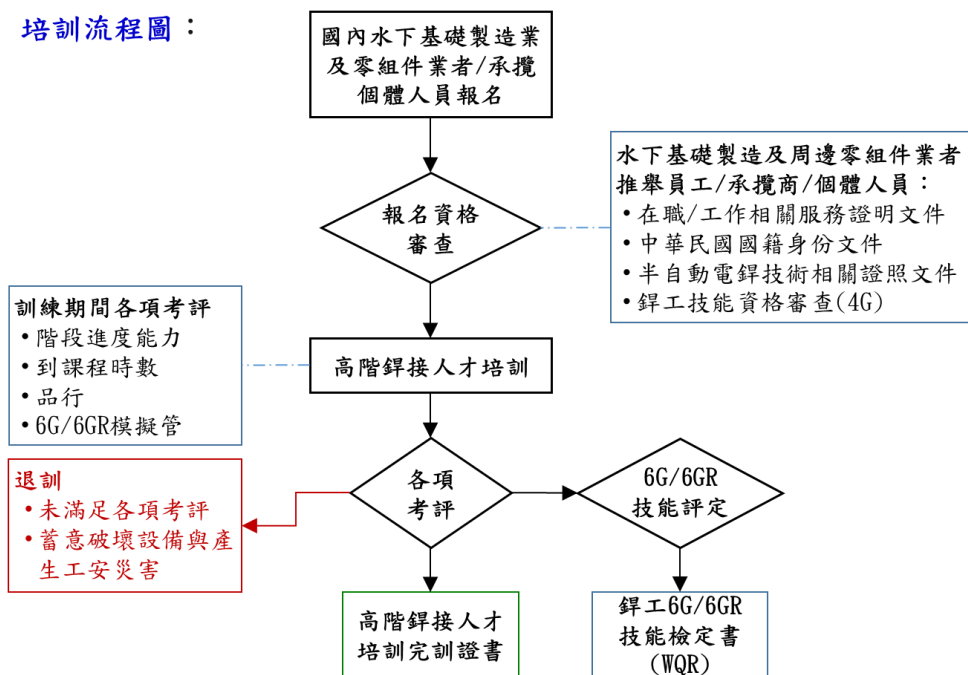 培訓流程圖：
國內水下基礎製造業
及零組件業者/承攬
個體人員報名
報名資格
審查
水下基礎製造及周邊零組件業者
推舉員工/承攬商/個體人員：
•在職/工作相關服務證明文件
•中華民國國籍身份文件
•半自動電銲技術相關證照文件
•銲工技能資格審查(4G)
訓練期間各項考評
•階段進度能力
•到課程時數
•品行
•6G/6GR模擬管
高階銲接人才培訓
各項
考評
6G/6GR
技能評定
退訓
•未滿足各項考評
•蓄意破壞設備與產
生工安災害
高階銲接人才
培訓完訓證書
銲工6G/6GR
技能檢定書
(WQR)